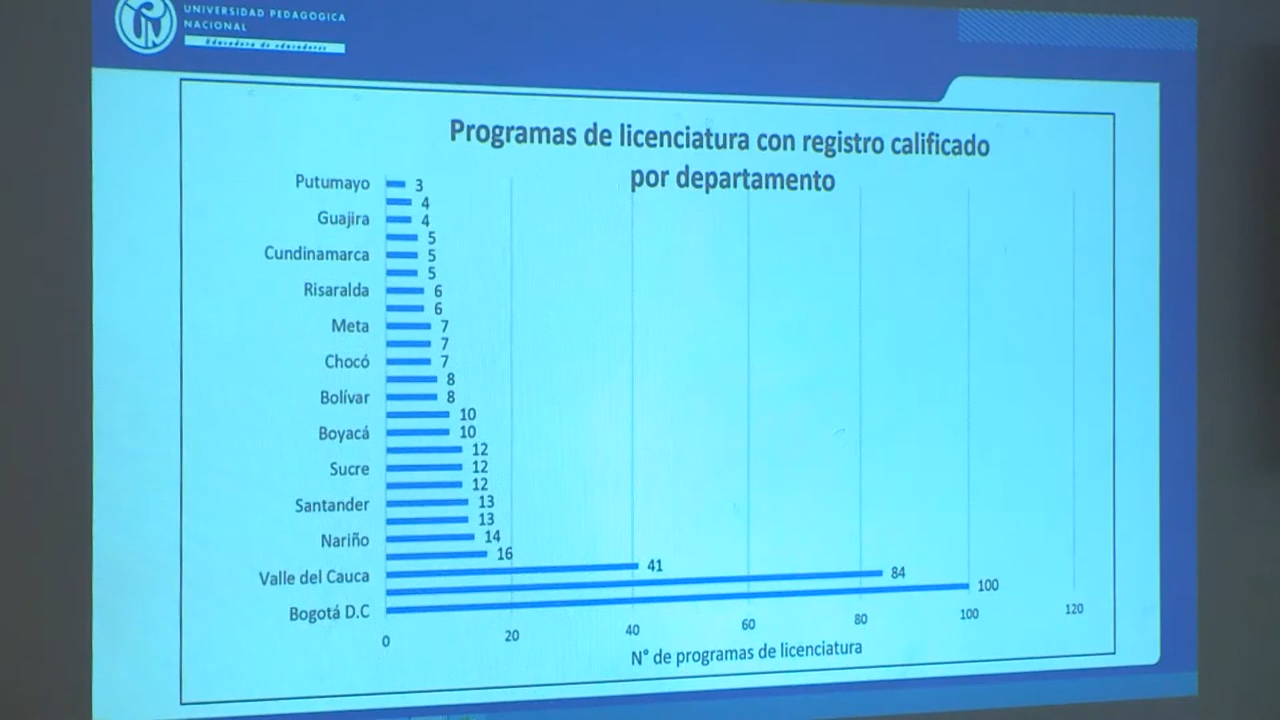 UNIVERSIDAD PEDAGOGICA
NACIONAL
Educadora de educadores
Programas de licenciatura con registro calificado
por departamento
Putumayo 3
4
Guajira 4
5
Cundinamarca 5
5
Risaralda 6
6
Meta 7
7
Chocó 7
8
Bolívar 8
10
Boyacá 10
12
Sucre 12
12
Santander 13
13
Nariño 14
16
Valle del Cauca 41
84
Bogotá D.C 100
0 20 40 60 80 100 120
N° de programas de licenciatura